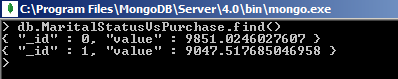 C:\Program Files\MongoDB\Server\4.0\bin\mongo.exe
> db.MaritalStatusVsPurchase.find()
{ "_id" : 0, "value" : 9851.0246027607 }
{ "_id" : 1, "value" : 9047.517685046958 }
>